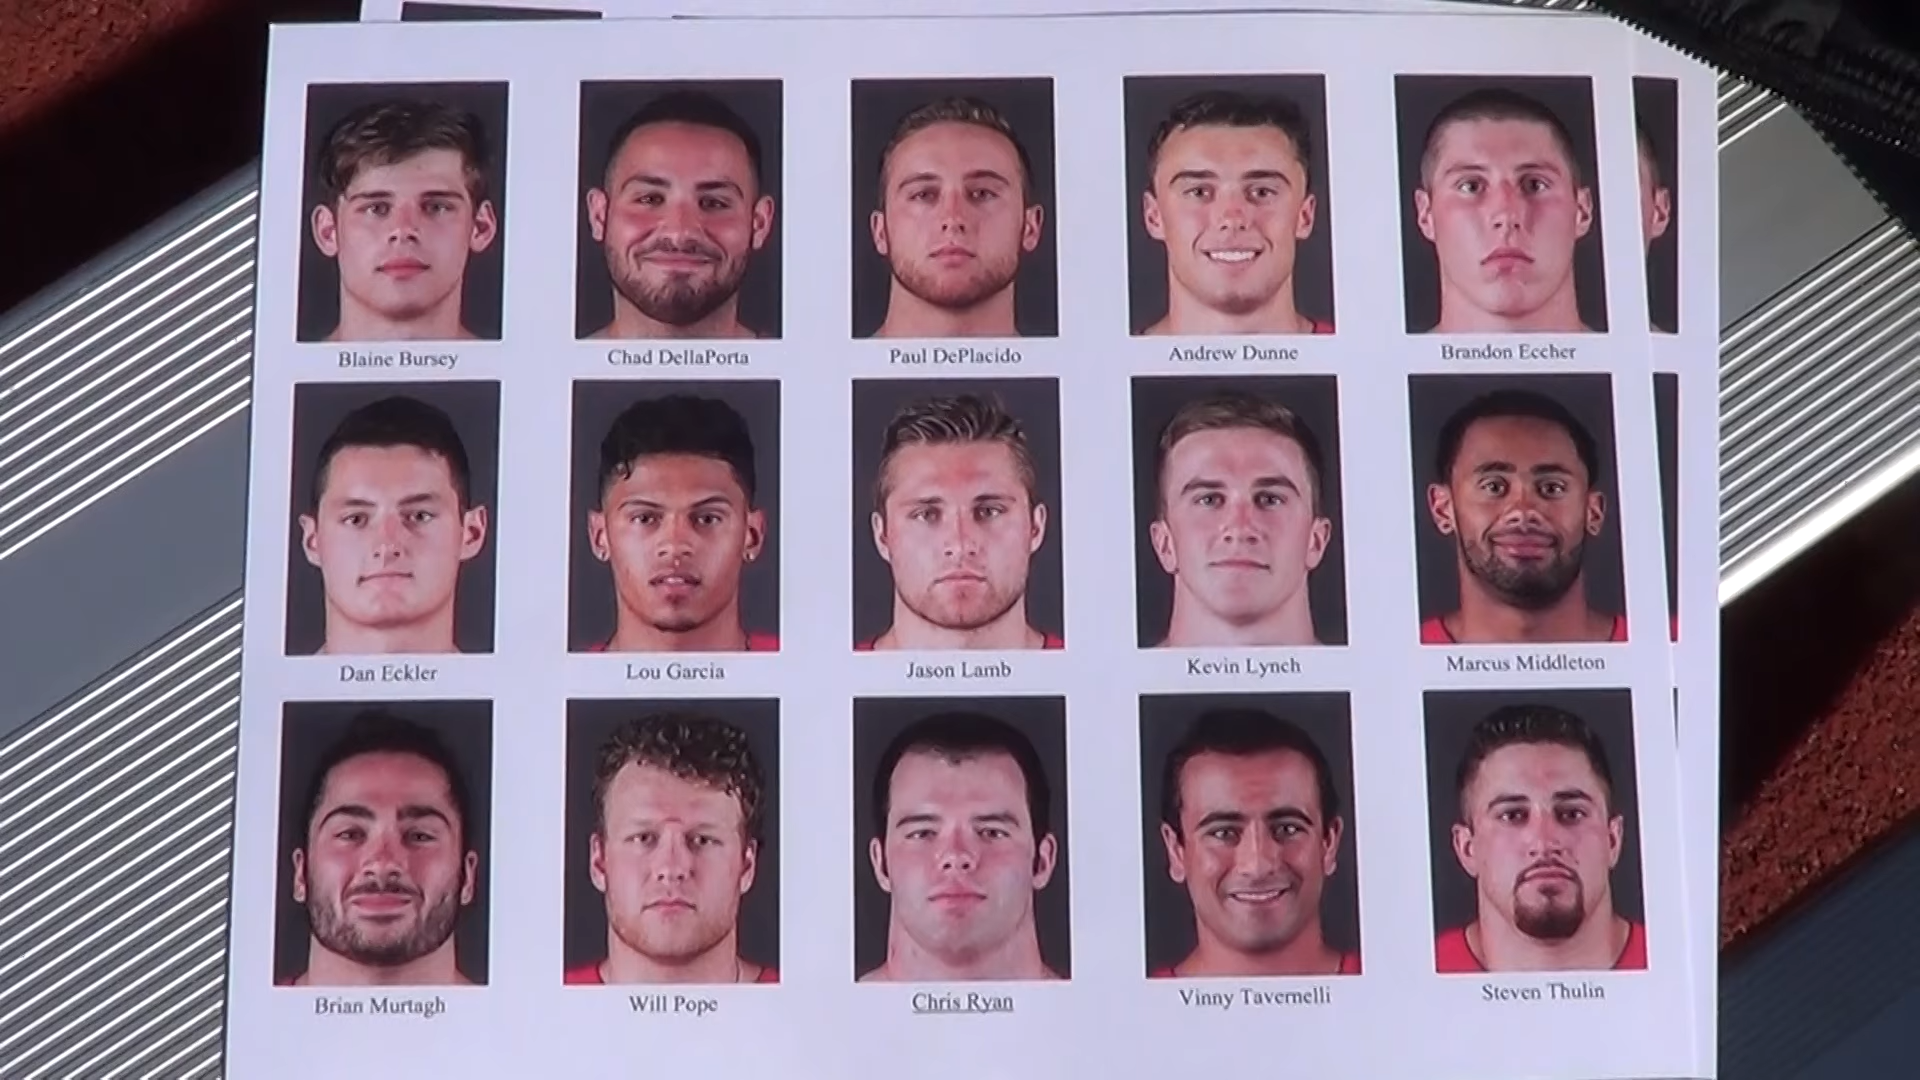 Blaine Bursey
Chad DellaPorta
Paul DePlacido
Andrew Dunne
Brandon Eccher
Dan Eckler
Lou Garcia
Jason Lamb
Kevin Lynch
Marcus Middleton
Brian Murtagh
Will Pope
Chris Ryan
Vinny Tavernelli
Steven Thulin